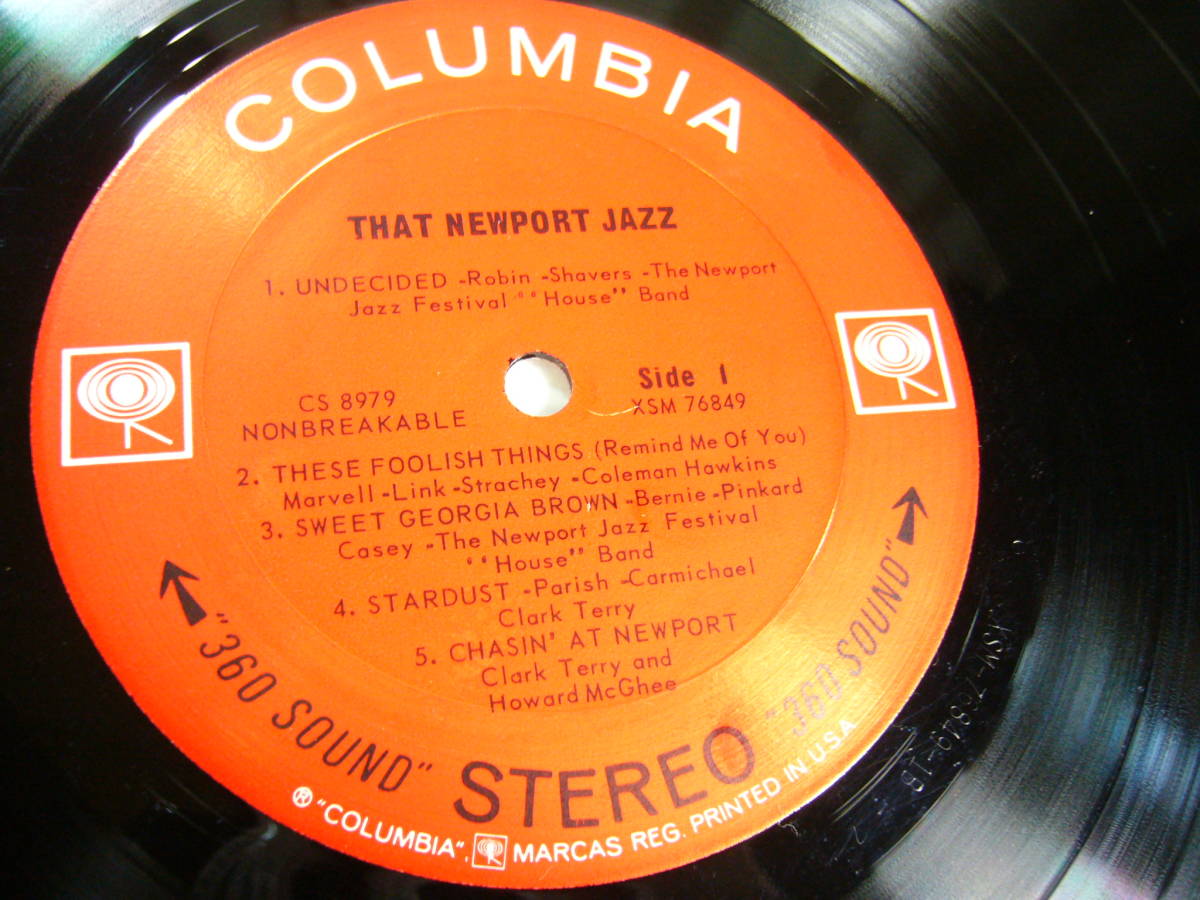 COLUMBIA
THAT NEWPORT JAZZ
1. UNDECIDED -Robin -Shavers -The Newport
Jazz Festival "House" Band
CS 8979
NONBREAKABLE
Side 1
XSM 76849
2. THESE FOOLISH THINGS (Remind Me Of You)
Marvell -Link -Strachey -Coleman Hawkins
3. SWEET GEORGIA BROWN -Bernie -Pinkard
Casey -The Newport Jazz Festival
"House" Band
4. STARDUST -Parish -Carmichael
Clark Terry
5. CHASIN' AT NEWPORT
Clark Terry and
Howard McGhee
"360 SOUND" STEREO "360 SOUND"
® "COLUMBIA", MARCAS REG. PRINTED IN U.S.A.
XSM-76849-1B